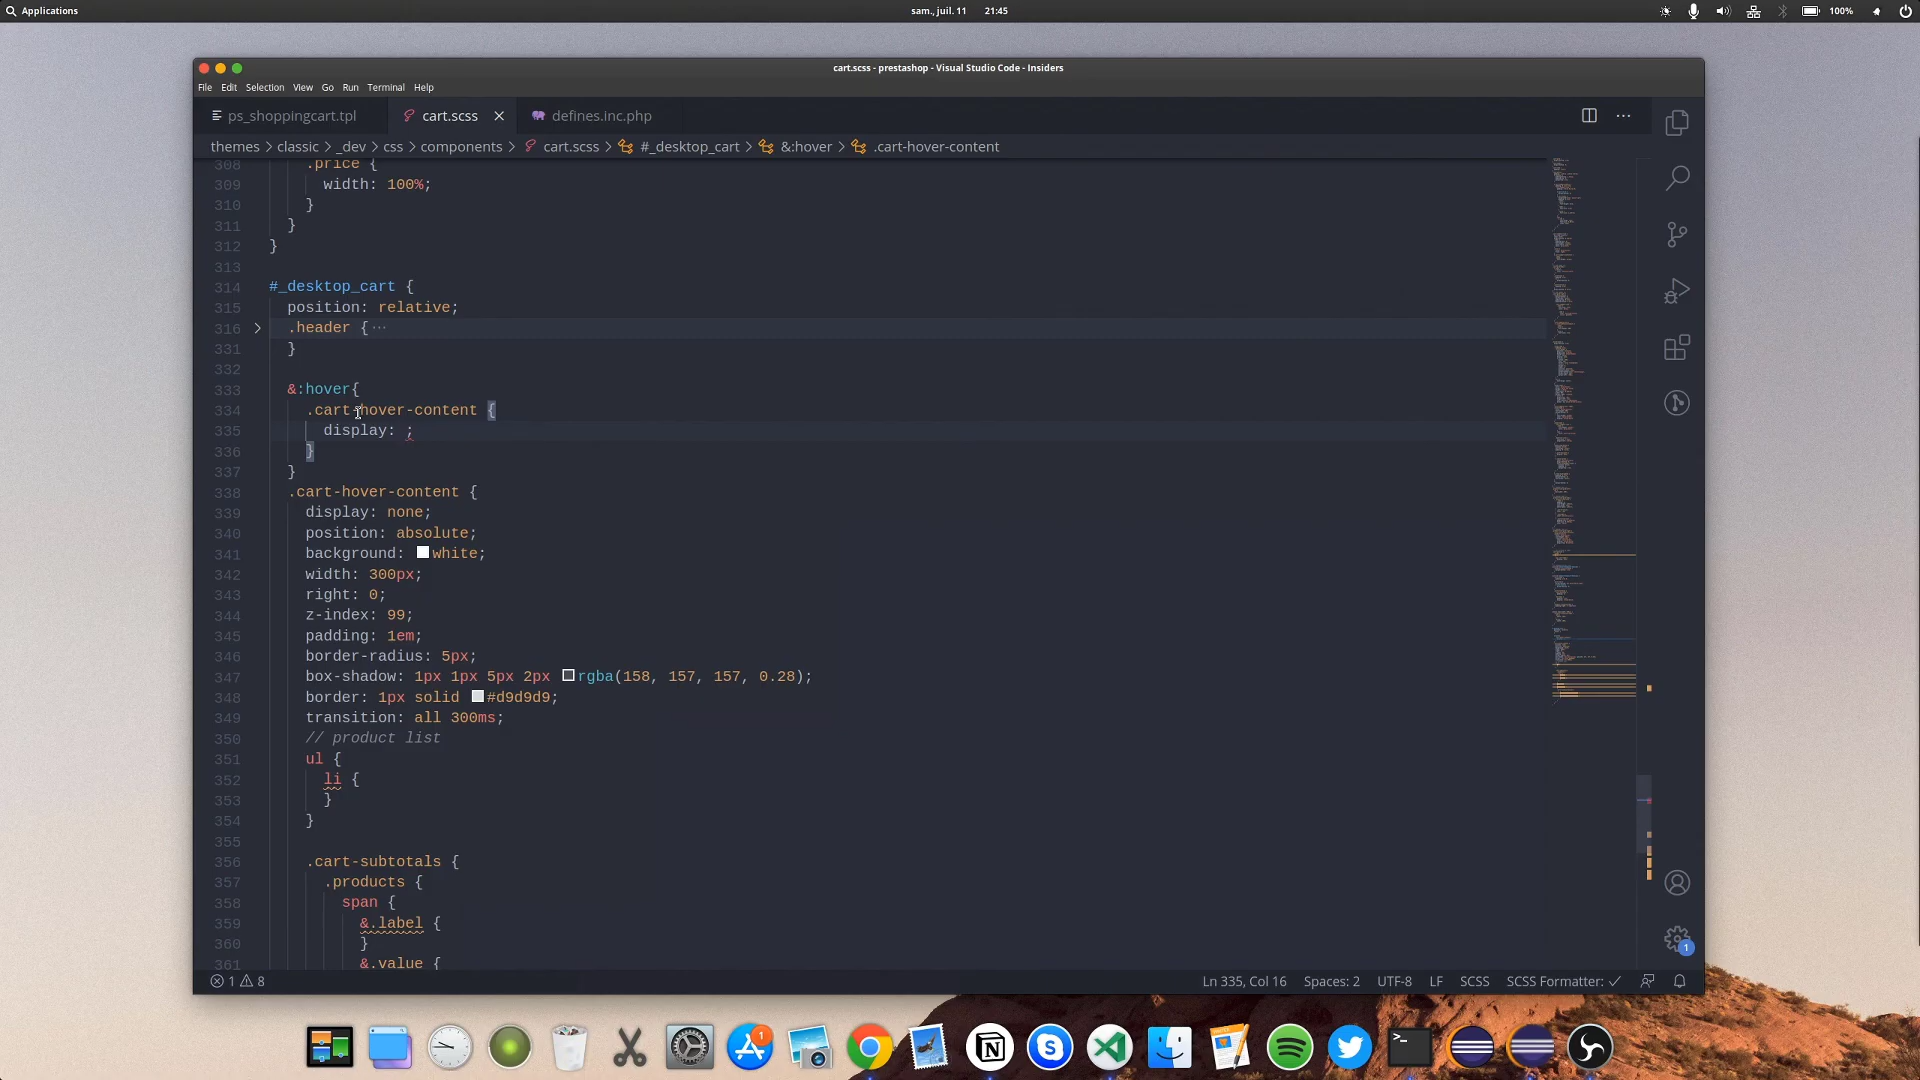 Applications
sam., juil. 11 21:45
100%
cart.scss - prestashop - Visual Studio Code - Insiders
File Edit Selection View Go Run Terminal Help
ps_shoppingcart.tpl cart.scss defines.inc.php
themes > classic > _dev > css > components > cart.scss > #_desktop_cart > &:hover > .cart-hover-content
308 .price {
309 width: 100%;
310 }
311 }
312 }
313
314 #_desktop_cart {
315 position: relative;
316 .header {···
331 }
332
333 &:hover{
334 .cart-hover-content {
335 display: ;
336 }
337 }
338 .cart-hover-content {
339 display: none;
340 position: absolute;
341 background: white;
342 width: 300px;
343 right: 0;
344 z-index: 99;
345 padding: 1em;
346 border-radius: 5px;
347 box-shadow: 1px 1px 5px 2px rgba(158, 157, 157, 0.28);
348 border: 1px solid #d9d9d9;
349 transition: all 300ms;
350 // product list
351 ul {
352 li {
353 }
354 }
355
356 .cart-subtotals {
357 .products {
358 span {
359 &.label {
360 }
361 &.value {
1
1 8 Ln 335, Col 16 Spaces: 2 UTF-8 LF SCSS SCSS Formatter: ✓
1